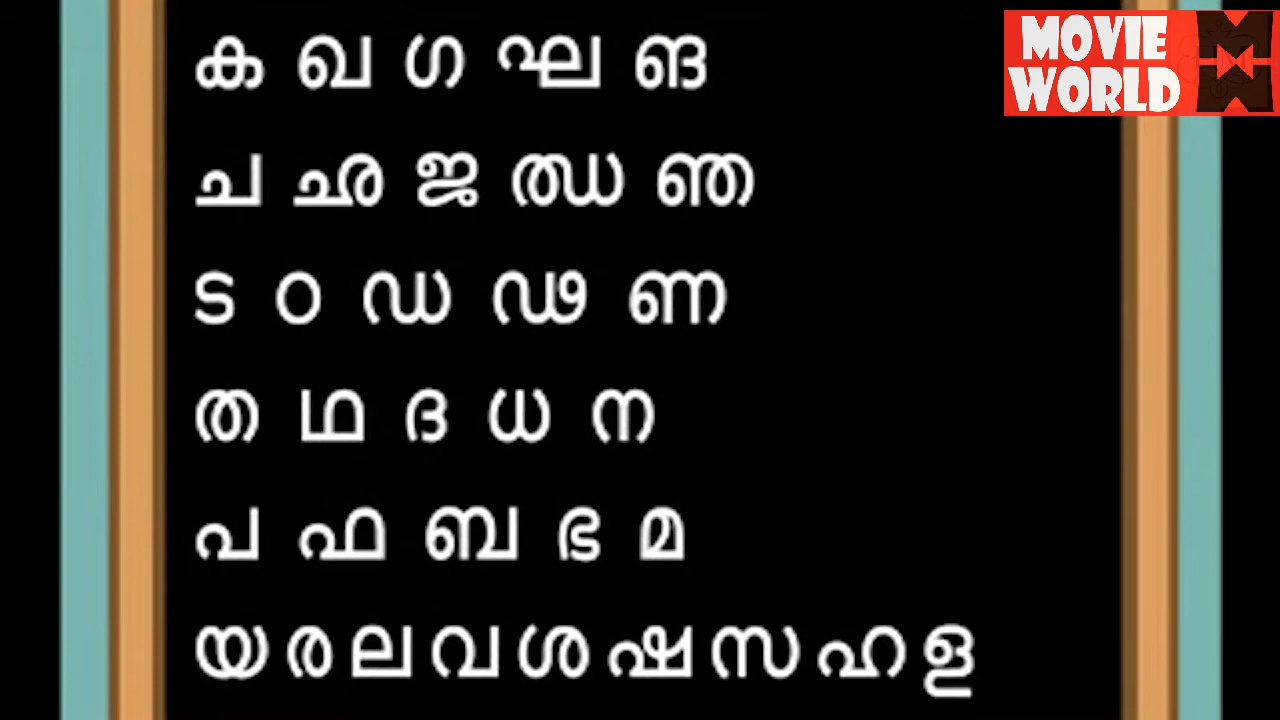 MOVIE
WORLD
ക ഖ ഗ ഘ ങ
ച ഛ ജ ഝ ഞ
ട ഠ ഡ ഢ ണ
ത ഥ ദ ധ ന
പ ഫ ബ ഭ മ
യ ര ല വ ശ ഷ സ ഹ ള